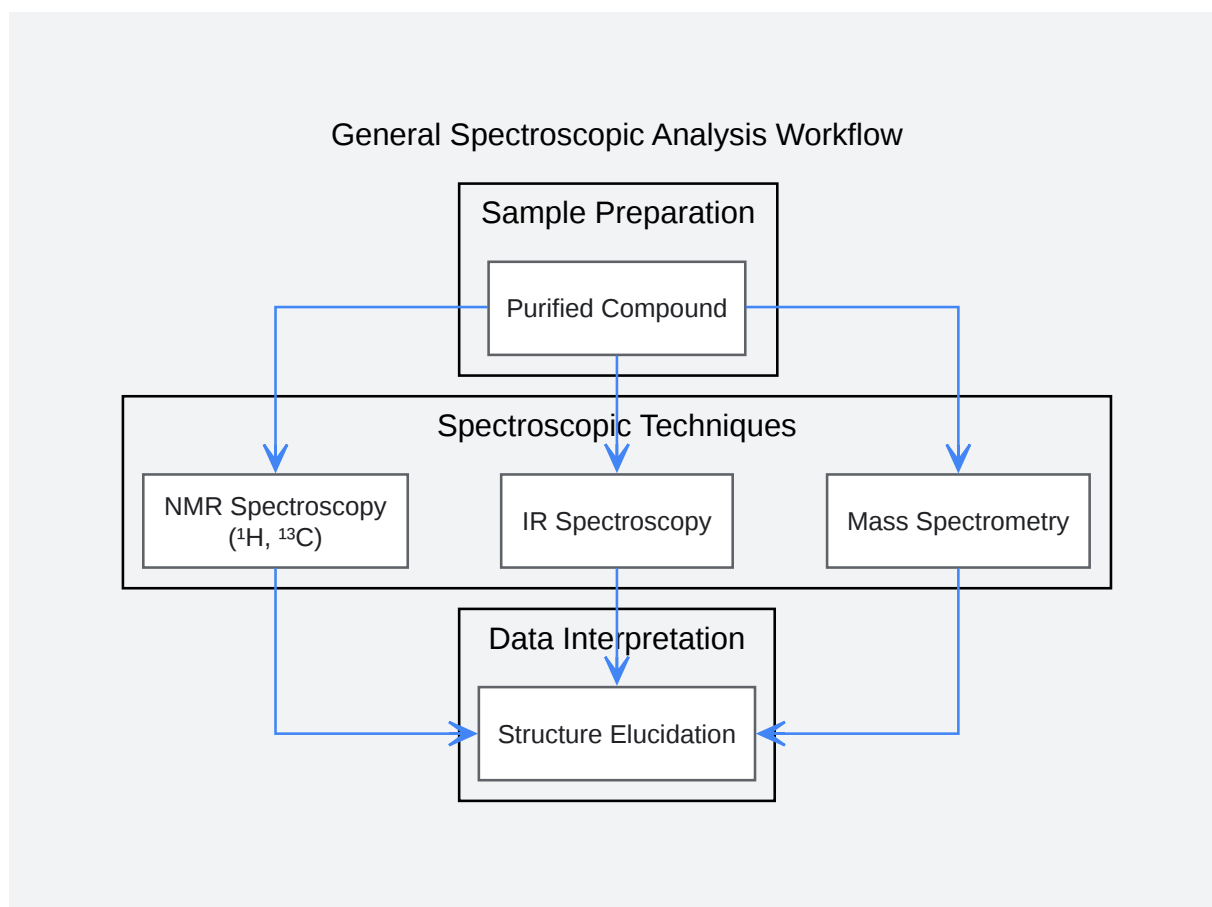 General Spectroscopic Analysis Workflow
Sample Preparation
Purified Compound
Spectroscopic Techniques
NMR Spectroscopy
(¹H, ¹³C)
IR Spectroscopy
Mass Spectrometry
Data Interpretation
Structure Elucidation